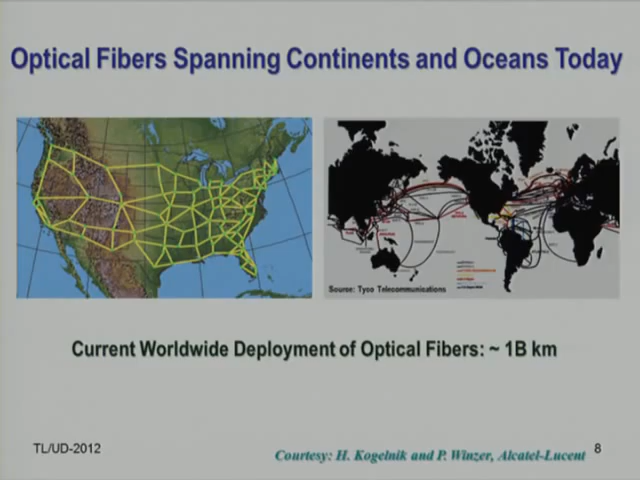 Optical Fibers Spanning Continents and Oceans Today
Source: Tyco Telecommunications
Current Worldwide Deployment of Optical Fibers: ~ 1B km
TL/UD-2012
Courtesy: H. Kogelnik and P. Winzer, Alcatel-Lucent
8